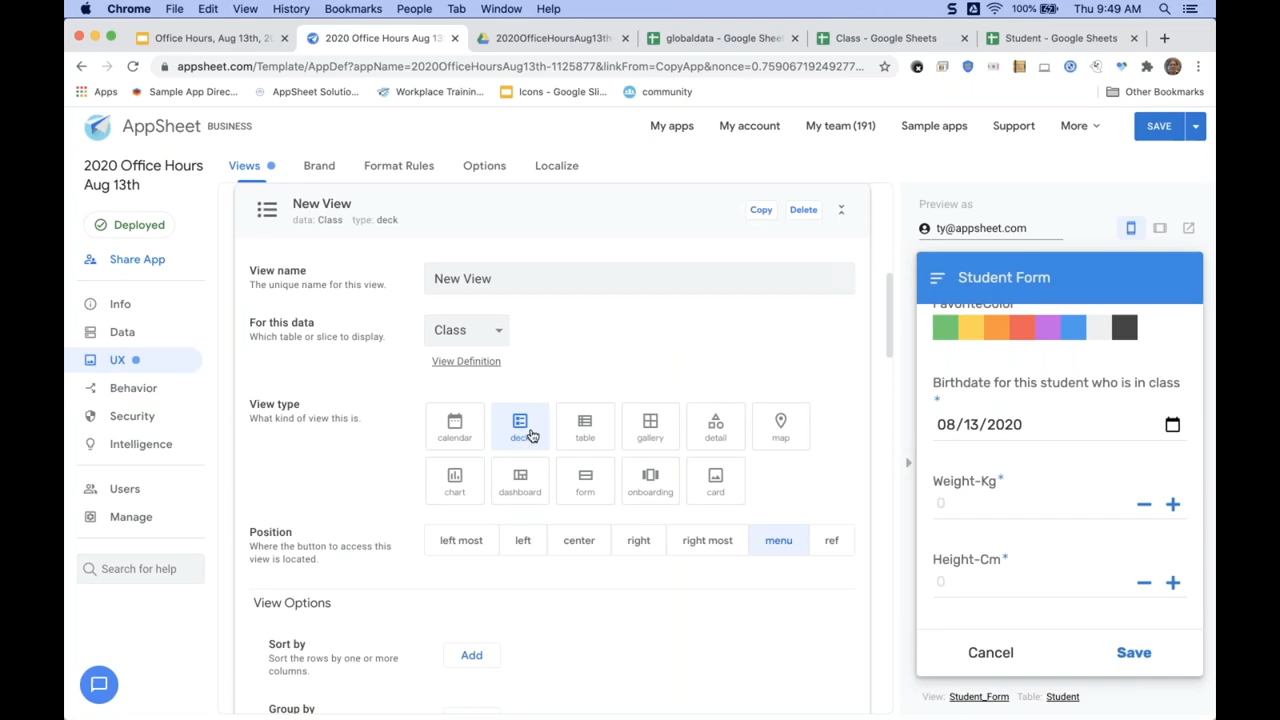 Chrome File Edit View History Bookmarks People Tab Window Help 100% Thu 9:49 AM
Office Hours, Aug 13th, 2 2020 Office Hours Aug 13 2020OfficeHoursAug13th globaldata - Google Sheet Class - Google Sheets Student - Google Sheets
appsheet.com/Template/AppDef?appName=2020OfficeHoursAug13th-1125877&linkFrom=CopyApp&nonce=0.75906719249277...
Apps Sample App Direc... AppSheet Solutio... Workplace Trainin... Icons - Google Sli... community Other Bookmarks
AppSheet BUSINESS My apps My account My team (191) Sample apps Support More SAVE
2020 Office Hours
Aug 13th
Views Brand Format Rules Options Localize
Deployed
Share App
Info
Data
UX
Behavior
Security
Intelligence
Users
Manage
Search for help
New View
data: Class type: deck
Copy Delete
View name
The unique name for this view.
New View
For this data
Which table or slice to display.
Class
View Definition
View type
What kind of view this is.
calendar deck table gallery detail map
chart dashboard form onboarding card
Position
Where the button to access this
view is located.
left most left center right right most menu ref
View Options
Sort by
Sort the rows by one or more
columns.
Add
Group by
Preview as
ty@appsheet.com
Student Form
FavoriteColor
Birthdate for this student who is in class
*
08/13/2020
Weight-Kg*
0
Height-Cm*
0
Cancel Save
View: Student_Form Table: Student